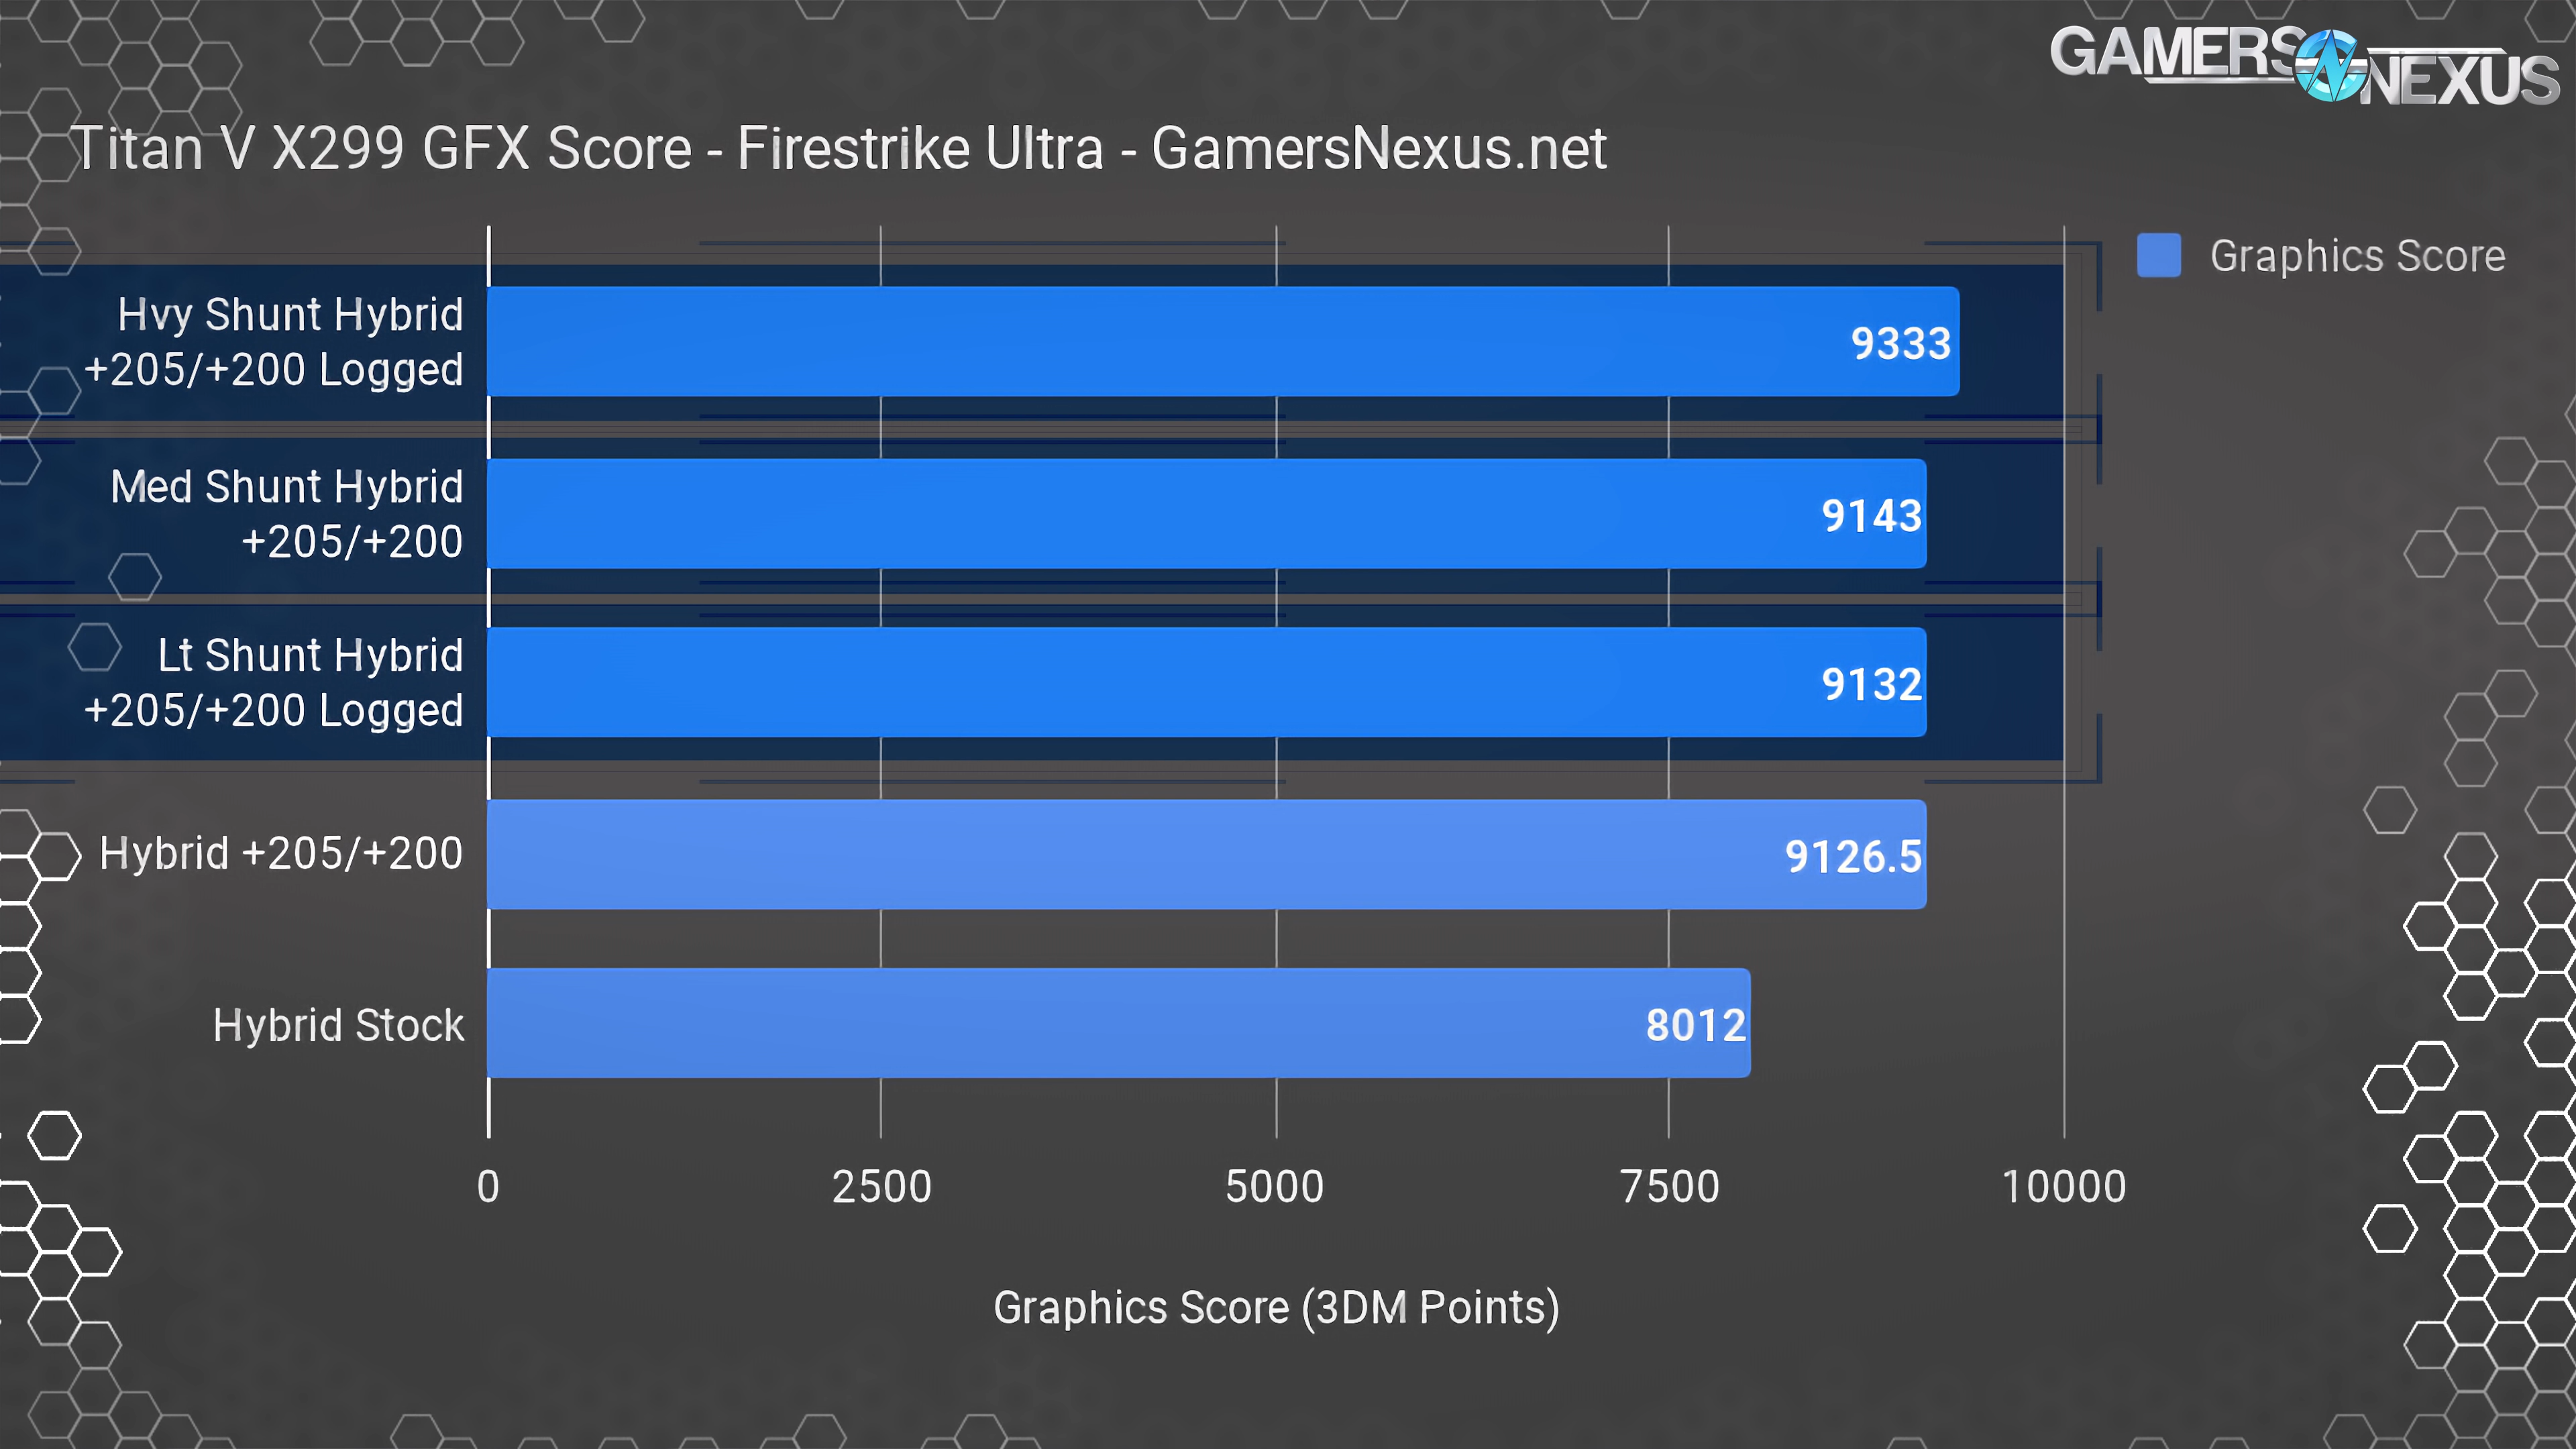 GAMERS NEXUS
Titan V X299 GFX Score - Firestrike Ultra - GamersNexus.net
Graphics Score
Hvy Shunt Hybrid
+205/+200 Logged
9333
Med Shunt Hybrid
+205/+200
9143
Lt Shunt Hybrid
+205/+200 Logged
9132
Hybrid +205/+200
9126.5
Hybrid Stock
8012
0 2500 5000 7500 10000
Graphics Score (3DM Points)